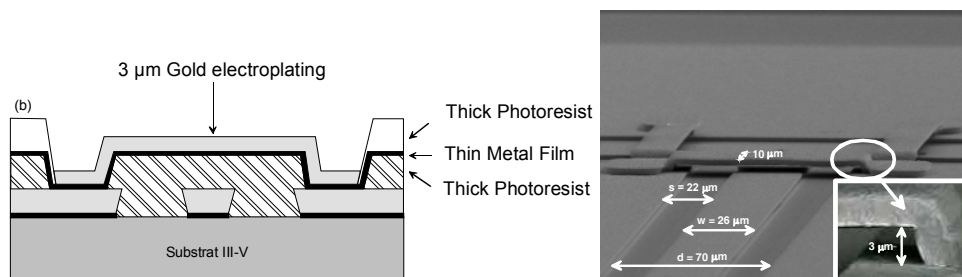 3 µm Gold electroplating
(b)
Thick Photoresist
Thin Metal Film
Thick Photoresist
Substrat III-V
10 µm
s = 22 µm
w = 26 µm
d = 70 µm
3 µm